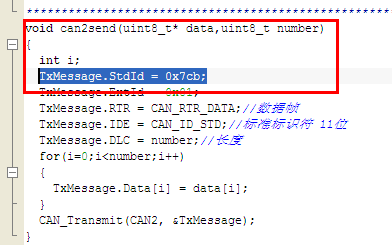 void can2send(uint8_t* data,uint8_t number)
{
int i;
TxMessage.StdId = 0x7cb;
TxMessage.ExtId = 0x01;
TxMessage.RTR = CAN_RTR_DATA;//数据帧
TxMessage.IDE = CAN_ID_STD;//标准标识符 11位
TxMessage.DLC = number;//长度
for(i=0;i<number;i++)
{
TxMessage.Data[i] = data[i];
}
CAN_Transmit(CAN2, &TxMessage);
}